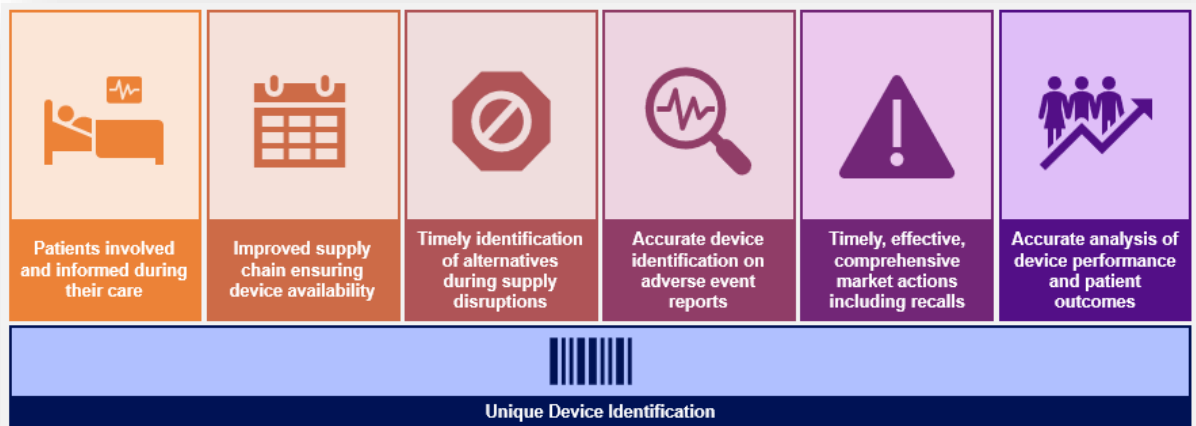 Patients involved
and informed during
their care
Improved supply
chain ensuring
device availability
Timely identification
of alternatives
during supply
disruptions
Accurate device
identification on
adverse event
reports
Timely, effective,
comprehensive
market actions
including recalls
Accurate analysis of
device performance
and patient
outcomes
Unique Device Identification